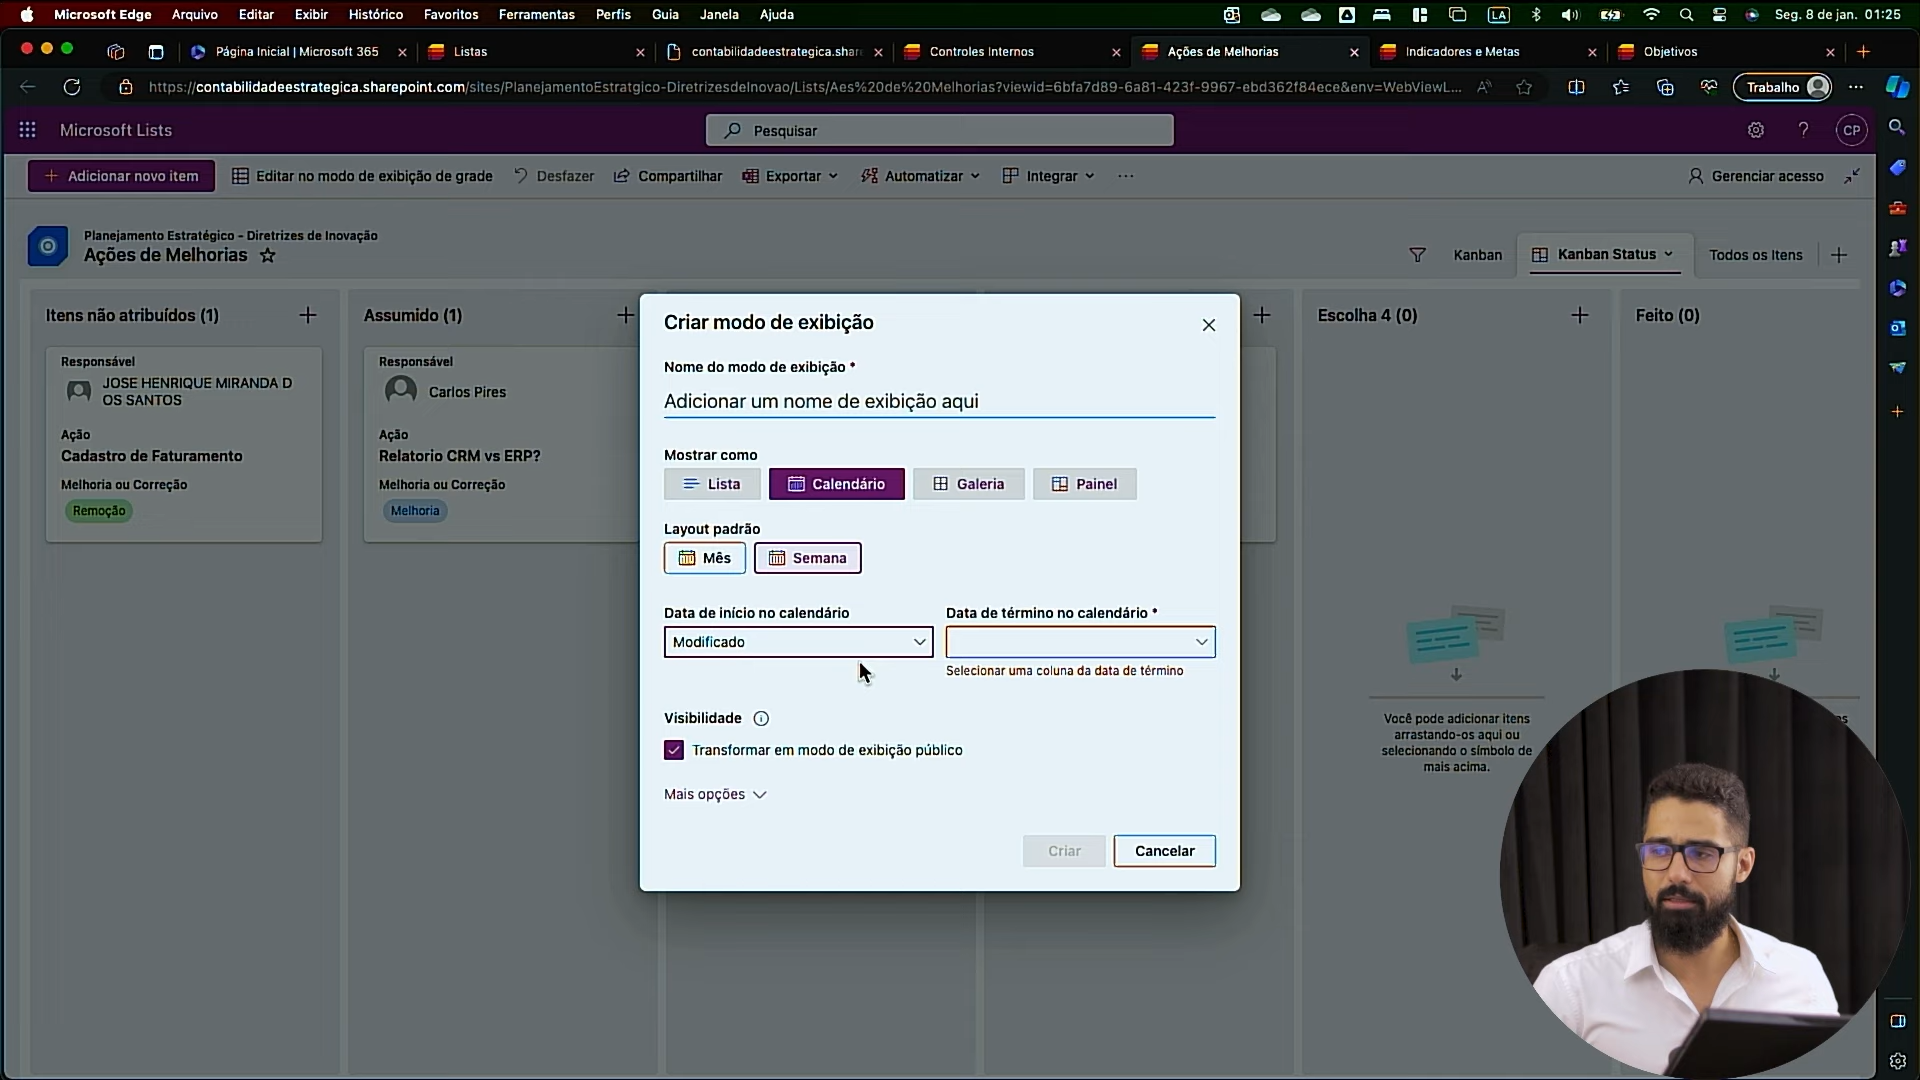 Microsoft Edge Arquivo Editar Exibir Histórico Favoritos Ferramentas Perfis Guia Janela Ajuda
LA Seg. 8 de jan. 01:25
Página Inicial | Microsoft 365
Listas
contabilidadeestrategica.shar
Controles Internos
Ações de Melhorias
Indicadores e Metas
Objetivos
https://contabilidadeestrategica.sharepoint.com/sites/PlanejamentoEstratgico-DiretrizesdeInovao/Lists/Aes%20de%20Melhorias?viewid=6bfa7d89-6a81-423f-9967-ebd362f84ece&env=WebViewL...
Trabalho
Microsoft Lists
Pesquisar
CP
Adicionar novo item
Editar no modo de exibição de grade
Desfazer
Compartilhar
Exportar
Automatizar
Integrar
Gerenciar acesso
Planejamento Estratégico - Diretrizes de Inovação
Ações de Melhorias
Kanban
Kanban Status
Todos os Itens
Itens não atribuídos (1)
Assumido (1)
Escolha 4 (0)
Feito (0)
Responsável
JOSE HENRIQUE MIRANDA D
OS SANTOS
Ação
Cadastro de Faturamento
Melhoria ou Correção
Remoção
Responsável
Carlos Pires
Ação
Relatorio CRM vs ERP?
Melhoria ou Correção
Melhoria
Criar modo de exibição
Nome do modo de exibição *
Adicionar um nome de exibição aqui
Mostrar como
Lista
Calendário
Galeria
Painel
Layout padrão
Mês
Semana
Data de início no calendário
Data de término no calendário *
Modificado
Selecionar uma coluna da data de término
Visibilidade
Transformar em modo de exibição público
Mais opções
Criar
Cancelar
Você pode adicionar itens
arrastando-os aqui ou
selecionando o símbolo de
mais acima.